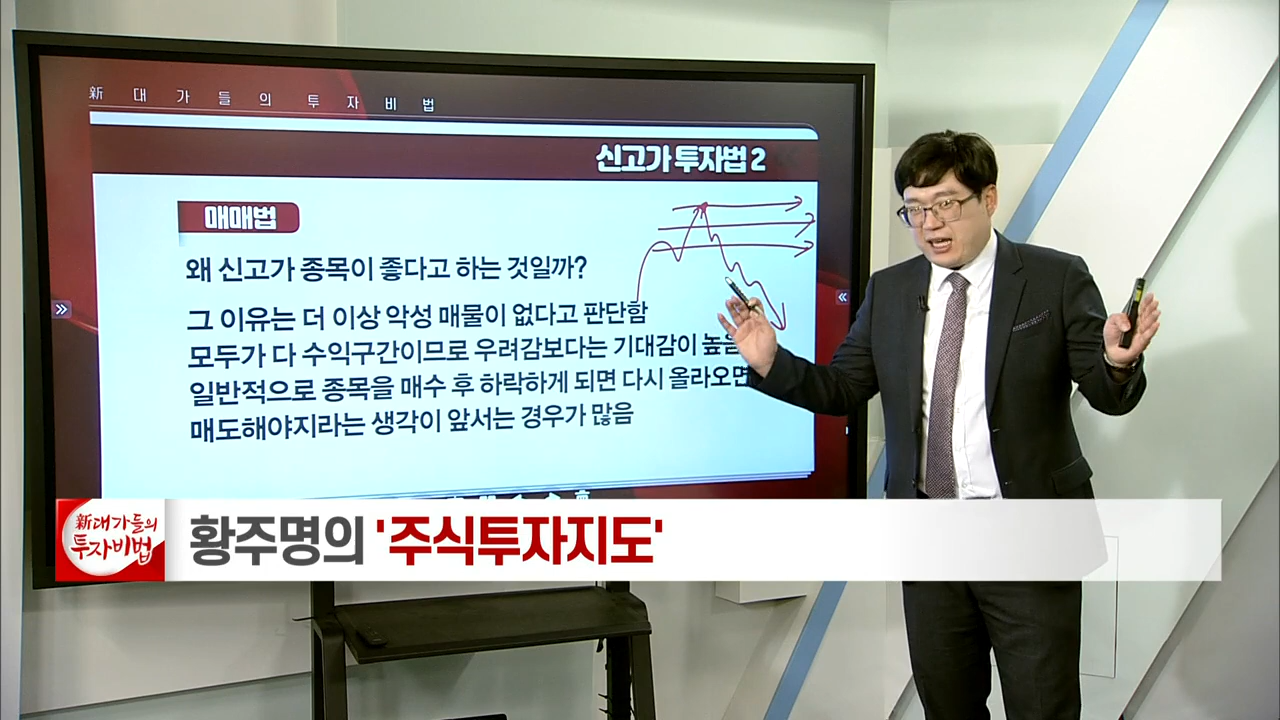 新대가들의 투자비법
신고가 투자법 2
매매법
왜 신고가 종목이 좋다고 하는 것일까?
그 이유는 더 이상 악성 매물이 없다고 판단함
모두가 다 수익구간이므로 우려감보다는 기대감이 높음
일반적으로 종목을 매수 후 하락하게 되면 다시 올라오면
매도해야지라는 생각이 앞서는 경우가 많음
新대가들의
투자비법
황주명의 '주식투자지도'